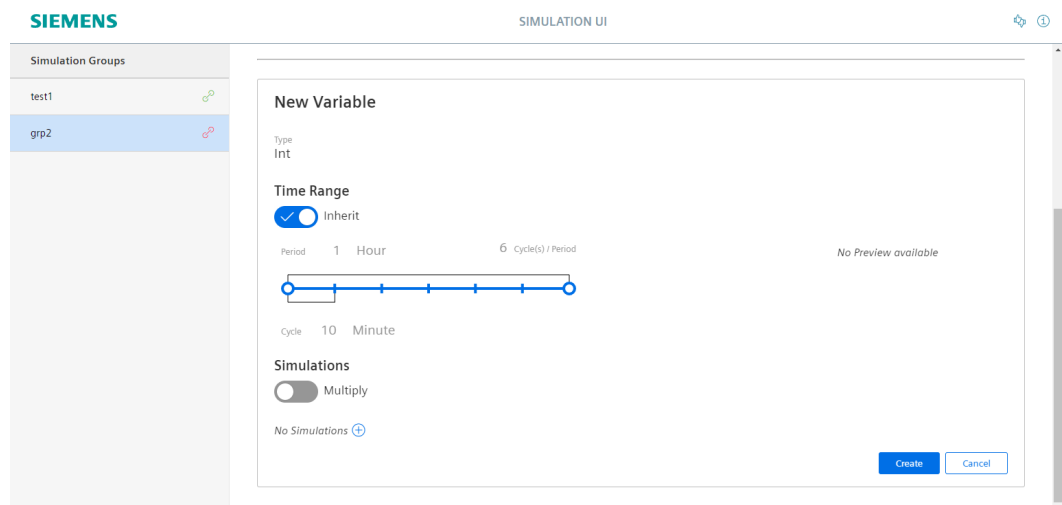 SIEMENS
SIMULATION UI
Simulation Groups
test1
grp2
New Variable
Type
Int
Time Range
Inherit
Period 1 Hour 6 Cycle(s) / Period
No Preview available
Cycle 10 Minute
Simulations
Multiply
No Simulations
Create Cancel